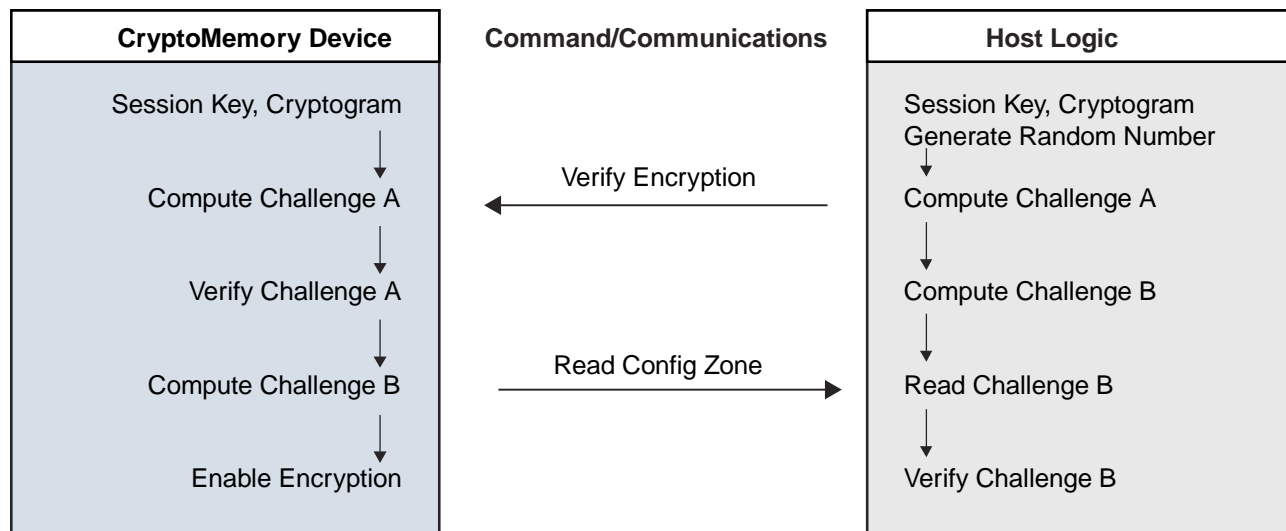 CryptoMemory Device
Command/Communications
Host Logic
Session Key, Cryptogram
Compute Challenge A
Verify Challenge A
Compute Challenge B
Enable Encryption
Verify Encryption
Read Config Zone
Session Key, Cryptogram
Generate Random Number
Compute Challenge A
Compute Challenge B
Read Challenge B
Verify Challenge B